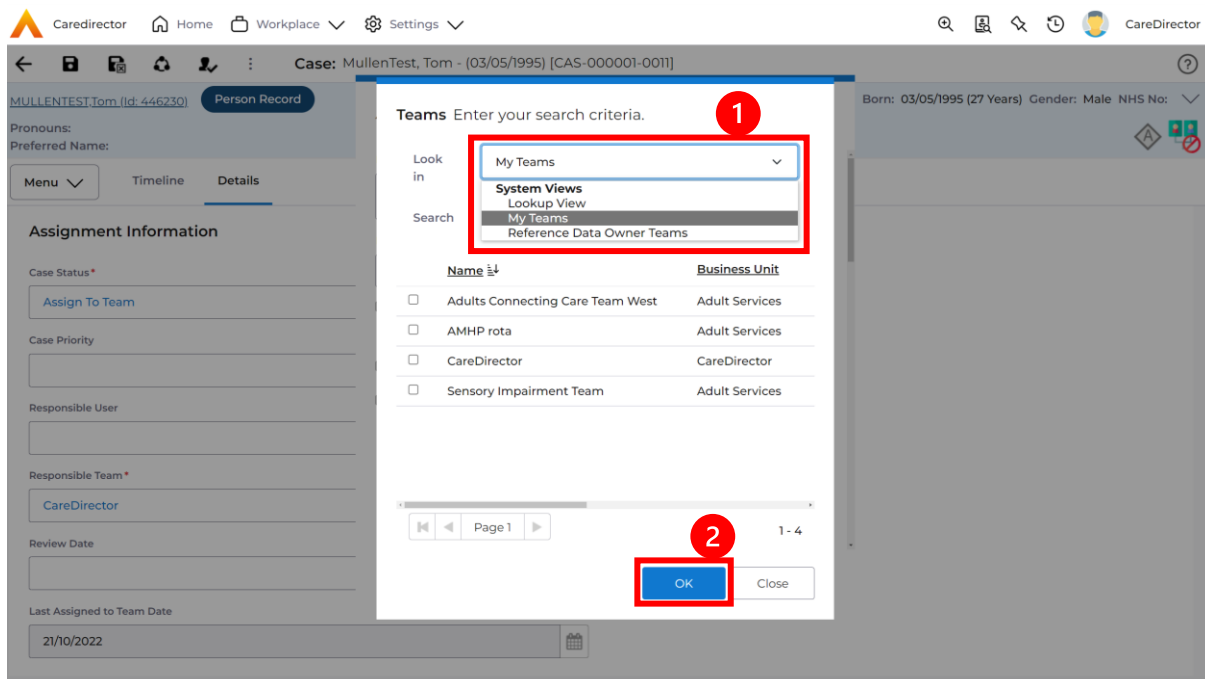 Caredirector Home Workplace Settings CareDirector
Case: MullenTest, Tom - (03/05/1995) [CAS-000001-0011]
MULLENTEST,Tom (Id: 446230) Person Record Born: 03/05/1995 (27 Years) Gender: Male NHS No:
Pronouns:
Preferred Name:
A
Menu Timeline Details
Assignment Information
Case Status*
Assign To Team
Case Priority
Responsible User
Responsible Team*
CareDirector
Review Date
Last Assigned to Team Date
21/10/2022
Teams Enter your search criteria.
1
Look
in
My Teams
System Views
Lookup View
My Teams
Reference Data Owner Teams
Search
Name Business Unit
Adults Connecting Care Team West Adult Services
AMHP rota Adult Services
CareDirector CareDirector
Sensory Impairment Team Adult Services
Page 1 1 - 4
2
OK Close